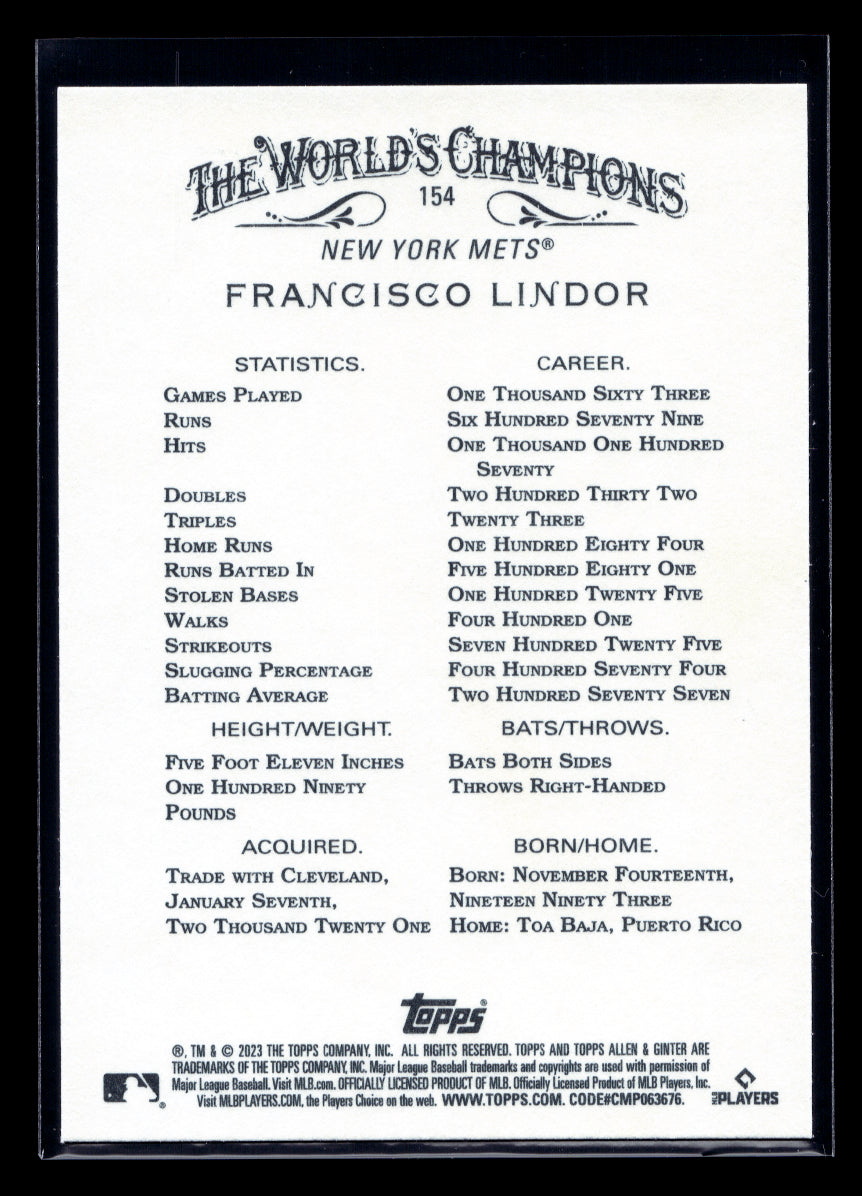 THE WORLD'S CHAMPIONS
154
NEW YORK METS®
FRANCISCO LINDOR
STATISTICS. CAREER.
GAMES PLAYED ONE THOUSAND SIXTY THREE
RUNS SIX HUNDRED SEVENTY NINE
HITS ONE THOUSAND ONE HUNDRED
SEVENTY
DOUBLES TWO HUNDRED THIRTY TWO
TRIPLES TWENTY THREE
HOME RUNS ONE HUNDRED EIGHTY FOUR
RUNS BATTED IN FIVE HUNDRED EIGHTY ONE
STOLEN BASES ONE HUNDRED TWENTY FIVE
WALKS FOUR HUNDRED ONE
STRIKEOUTS SEVEN HUNDRED TWENTY FIVE
SLUGGING PERCENTAGE FOUR HUNDRED SEVENTY FOUR
BATTING AVERAGE TWO HUNDRED SEVENTY SEVEN
HEIGHT/WEIGHT. BATS/THROWS.
FIVE FOOT ELEVEN INCHES BATS BOTH SIDES
ONE HUNDRED NINETY THROWS RIGHT-HANDED
POUNDS
ACQUIRED. BORN/HOME.
TRADE WITH CLEVELAND, BORN: NOVEMBER FOURTEENTH,
JANUARY SEVENTH, NINETEEN NINETY THREE
TWO THOUSAND TWENTY ONE HOME: TOA BAJA, PUERTO RICO
Topps®
®, TM & © 2023 THE TOPPS COMPANY, INC. ALL RIGHTS RESERVED. TOPPS AND TOPPS ALLEN & GINTER ARE
TRADEMARKS OF THE TOPPS COMPANY, INC. Major League Baseball trademarks and copyrights are used with permission of
Major League Baseball. Visit MLB.com. OFFICIALLY LICENSED PRODUCT OF MLB. Officially Licensed Product of MLB Players, Inc.
Visit MLBPLAYERS.COM, the Players Choice on the web. WWW.TOPPS.COM. CODE#CMP063676.
MLB PLAYERS